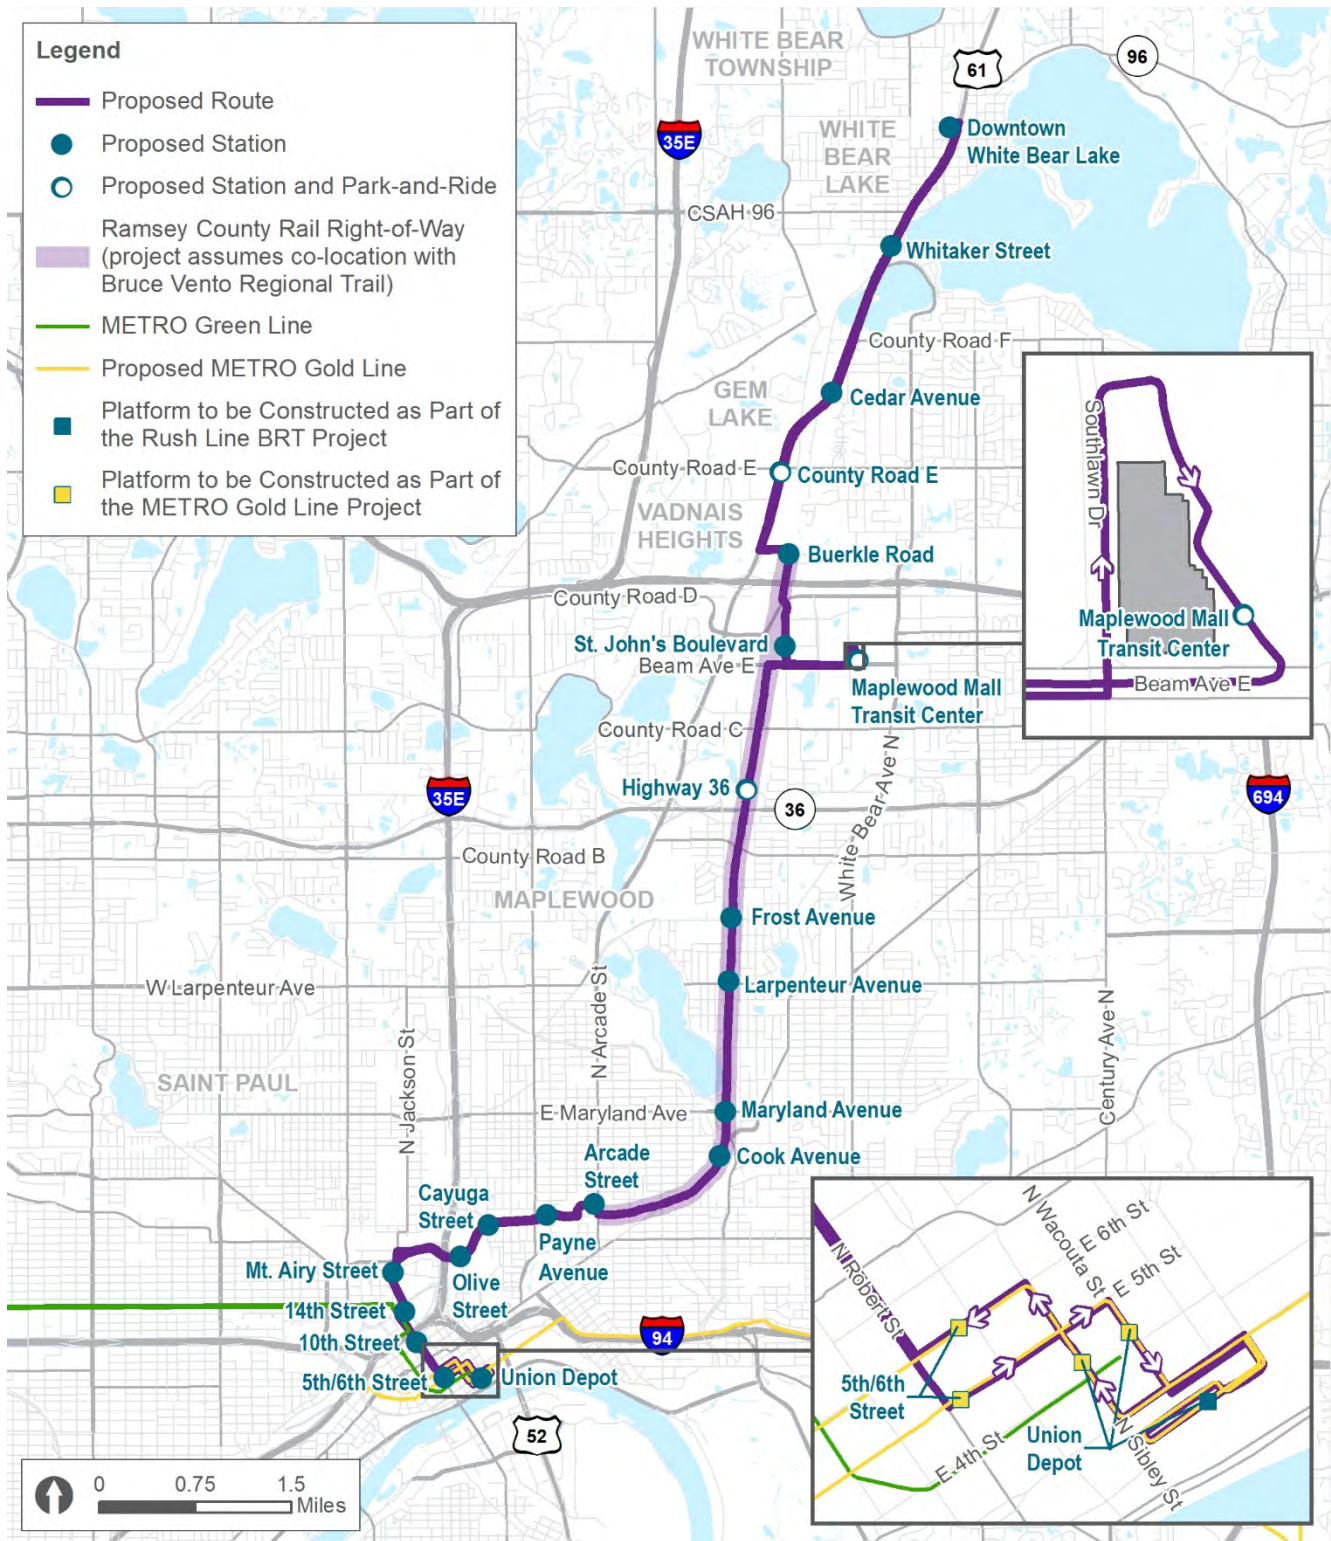 Legend
Proposed Route
Proposed Station
Proposed Station and Park-and-Ride
Ramsey County Rail Right-of-Way
(project assumes co-location with
Bruce Vento Regional Trail)
METRO Green Line
Proposed METRO Gold Line
Platform to be Constructed as Part of
the Rush Line BRT Project
Platform to be Constructed as Part of
the METRO Gold Line Project
WHITE BEAR
TOWNSHIP
61
96
35E
WHITE
BEAR
LAKE
Downtown
White Bear Lake
CSAH 96
Whitaker Street
County Road F
GEM
LAKE
Cedar Avenue
County Road E
County Road E
VADNAIS
HEIGHTS
Buerkle Road
County Road D
St. John's Boulevard
Beam Ave E
Maplewood Mall
Transit Center
Southlawn Dr
Maplewood Mall
Transit Center
Beam Ave E
County Road C
Highway 36
35E
36
694
White Bear Ave N
County Road B
MAPLEWOOD
Frost Avenue
W Larpenteur Ave
Larpenteur Avenue
N Arcade St
N Jackson St
Century Ave N
SAINT PAUL
E Maryland Ave
Maryland Avenue
Cook Avenue
Arcade
Street
Cayuga
Street
Payne
Avenue
Mt. Airy Street
Olive
Street
14th Street
10th Street
94
5th/6th Street
Union Depot
52
N Wacouta St
E 6th St
E 5th St
N Robert St
5th/6th
Street
Union
Depot
E 4th St
N Sibley St
0 0.75 1.5
Miles